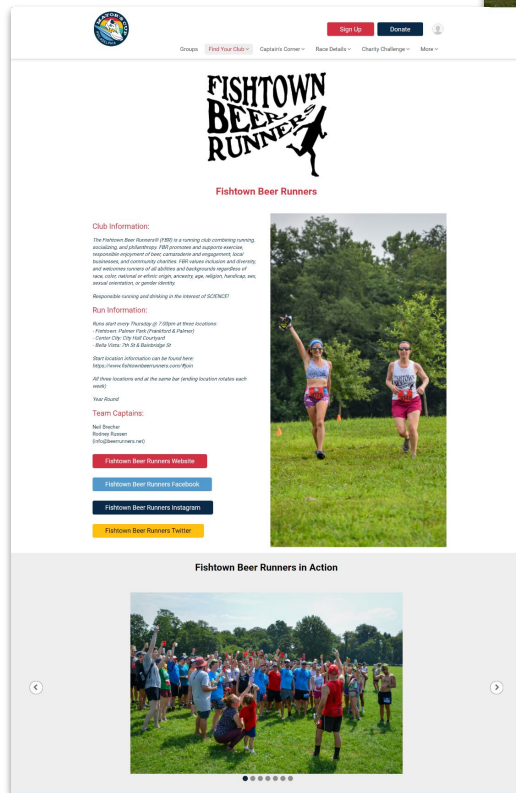 MAYOR'S CUP
Sign Up
Donate
Groups
Find Your Club
Captain's Corner
Race Details
Charity Challenge
More
FISHTOWN
BEER
RUNNERS
Fishtown Beer Runners
Club Information:
The Fishtown Beer Runners® (FBR) is a running club combining running,
socializing, and philanthropy. FBR promotes and supports exercise,
responsible enjoyment of beer, camaraderie and engagement, local
businesses, and community charities. FBR values inclusion and diversity,
and welcomes runners of all abilities and backgrounds regardless of
race, color, national or ethnic origin, ancestry, age, religion, handicap, sex,
sexual orientation, or gender identity.
Responsible running and drinking in the interest of SCIENCE!
Run Information:
Runs start every Thursday @ 7:00pm at three locations:
- Fishtown: Palmer Park (Frankford & Palmer)
- Center City: City Hall Courtyard
- Bella Vista: 7th St & Bainbridge St
Start location information can be found here:
https://www.fishtownbeerrunners.com/#join
All three locations end at the same bar (ending location rotates each
week)
Year Round
Team Captains:
Neil Brecher
Rodney Russen
(info@beerrunners.net)
Fishtown Beer Runners Website
Fishtown Beer Runners Facebook
Fishtown Beer Runners Instagram
Fishtown Beer Runners Twitter
Fishtown Beer Runners in Action